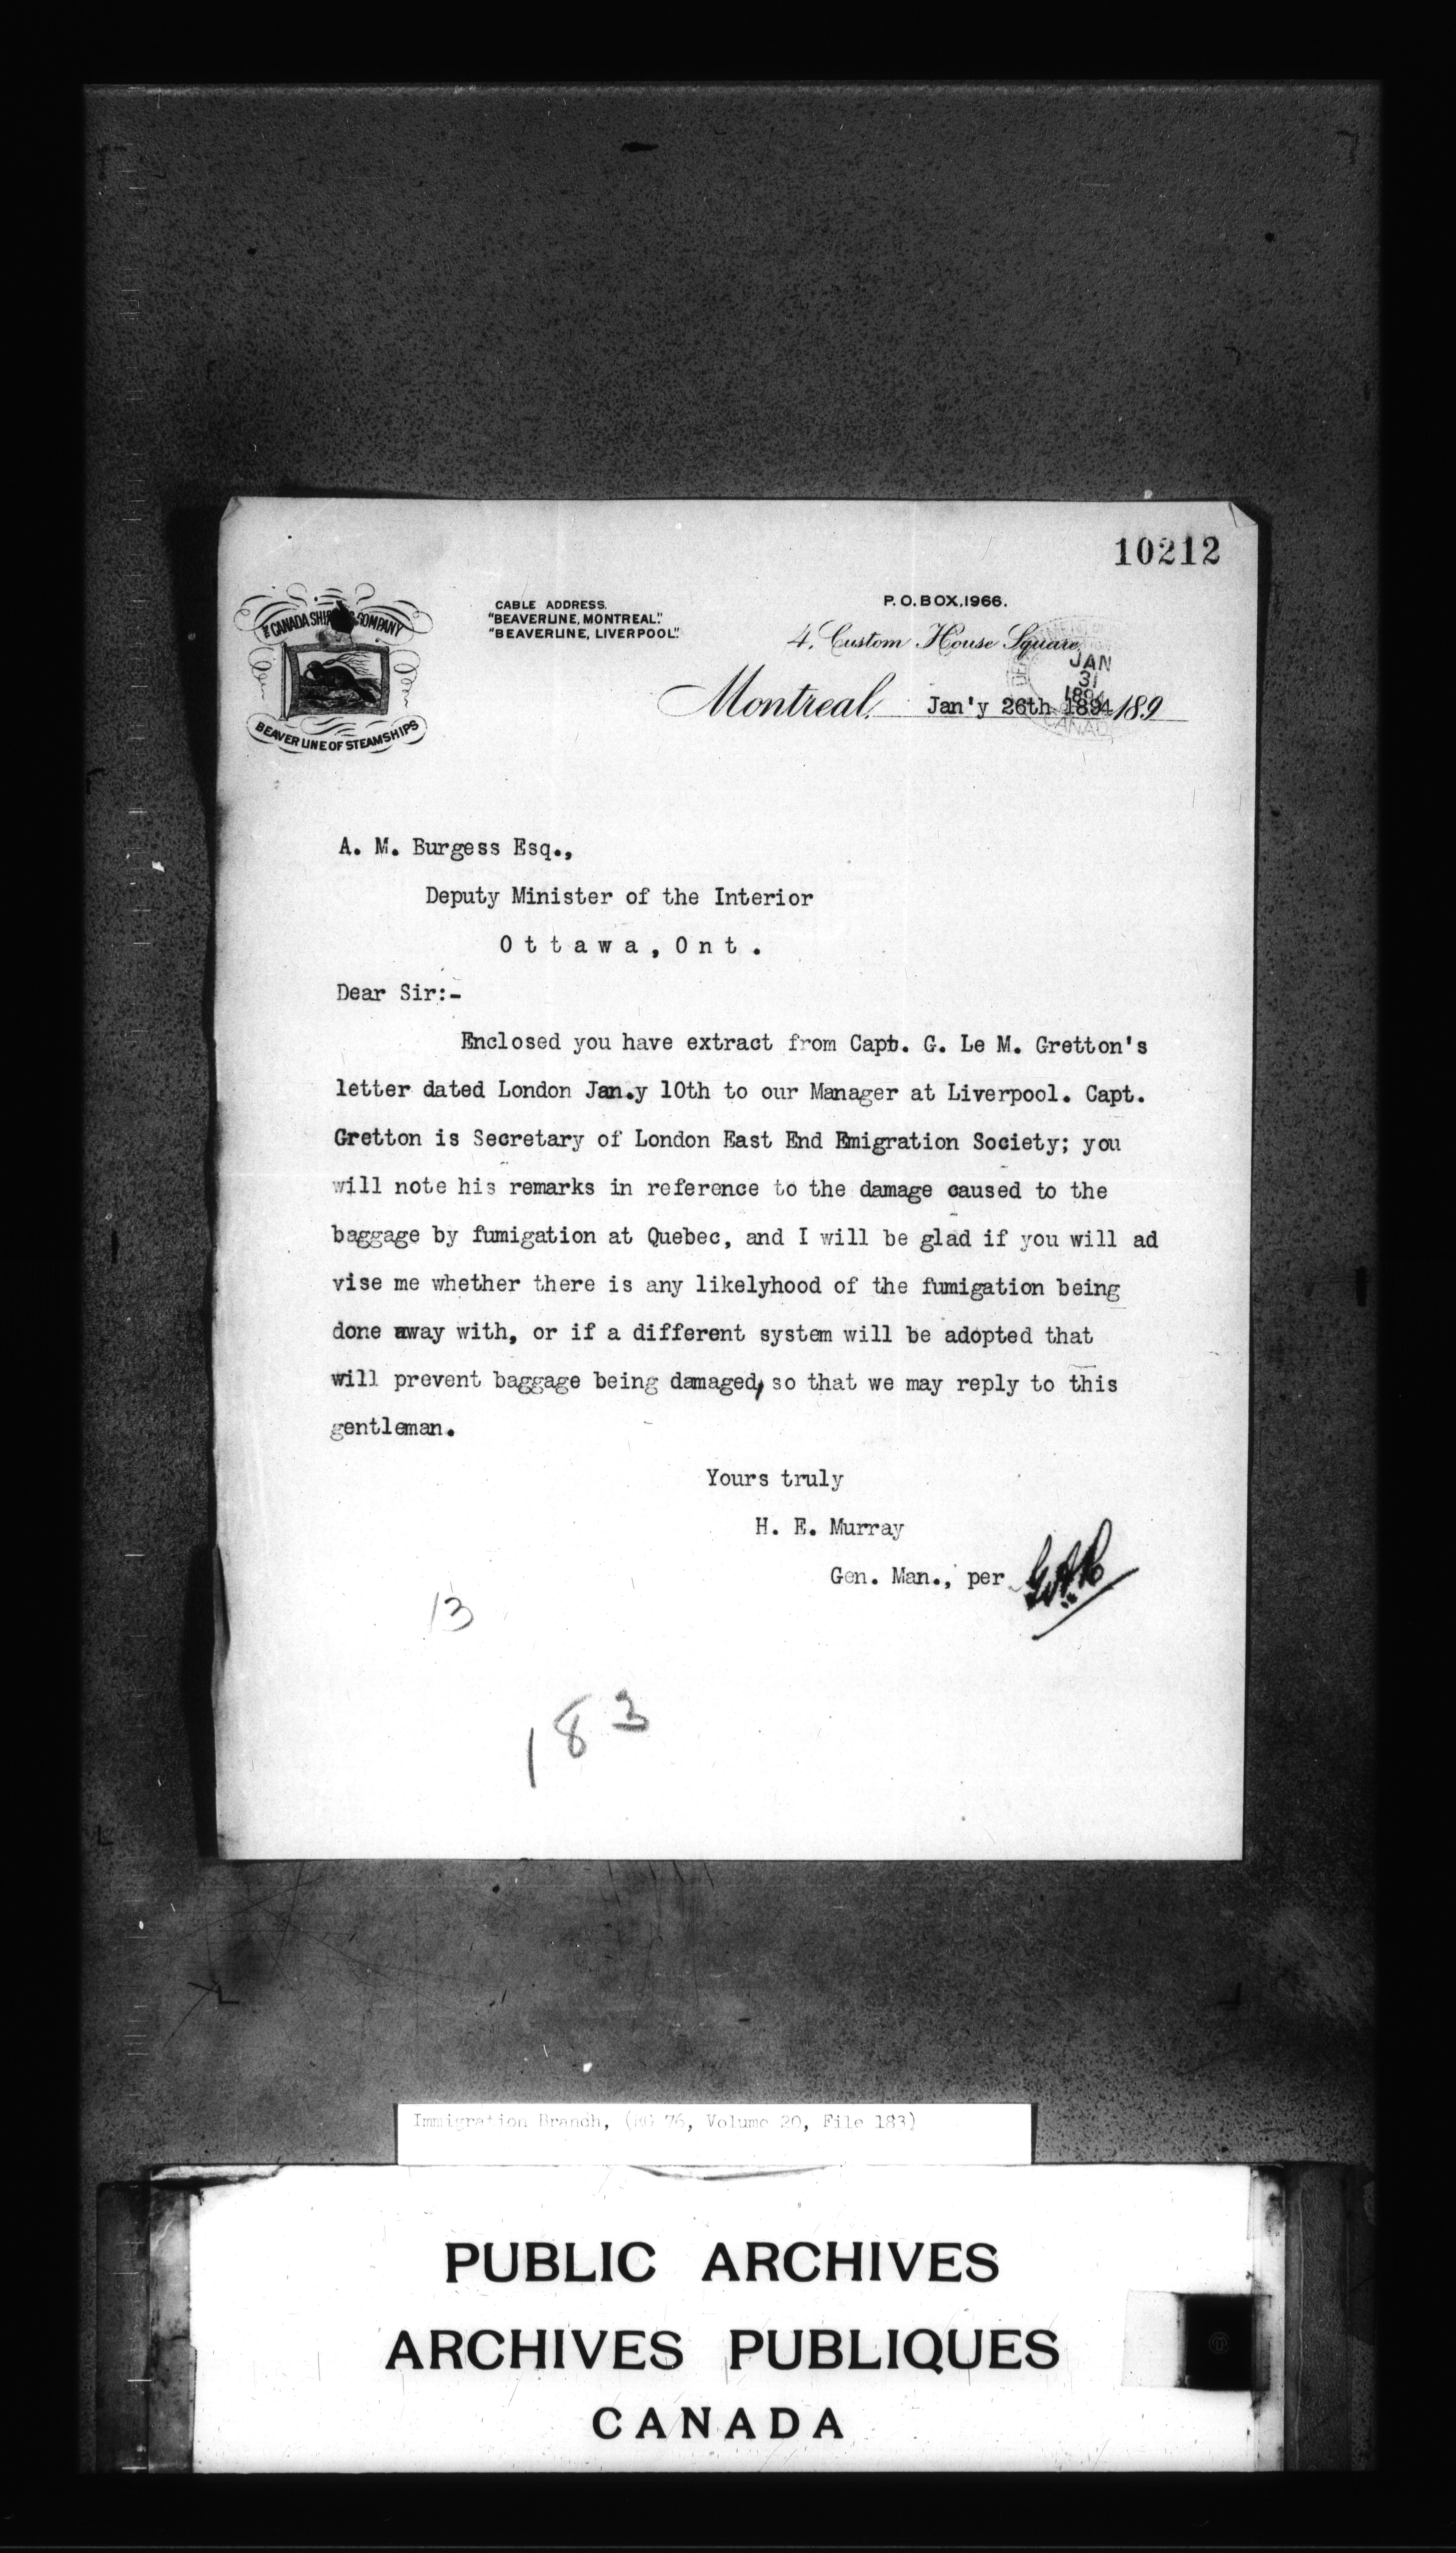 10212
THE CANADA SHIPPING COMPANY
BEAVER LINE OF STEAMSHIPS
CABLE ADDRESS.
"BEAVERLINE, MONTREAL."
"BEAVERLINE, LIVERPOOL."
P.O. BOX, 1966.
4, Custom House Square,
JAN
31
1894
CANADA
Montreal, Jan'y 26th 1894 189
A. M. Burgess Esq.,
Deputy Minister of the Interior
Ottawa, Ont.
Dear Sir:-
Enclosed you have extract from Capt. G. Le M. Gretton's
letter dated London Jan.y 10th to our Manager at Liverpool. Capt.
Gretton is Secretary of London East End Emigration Society; you
will note his remarks in reference to the damage caused to the
baggage by fumigation at Quebec, and I will be glad if you will ad
vise me whether there is any likelyhood of the fumigation being
done away with, or if a different system will be adopted that
will prevent baggage being damaged, so that we may reply to this
gentleman.
Yours truly
H. E. Murray
Gen. Man., per
13
183
Immigration Branch, (RG 76, Volume 20, File 183)
PUBLIC ARCHIVES
ARCHIVES PUBLIQUES
CANADA